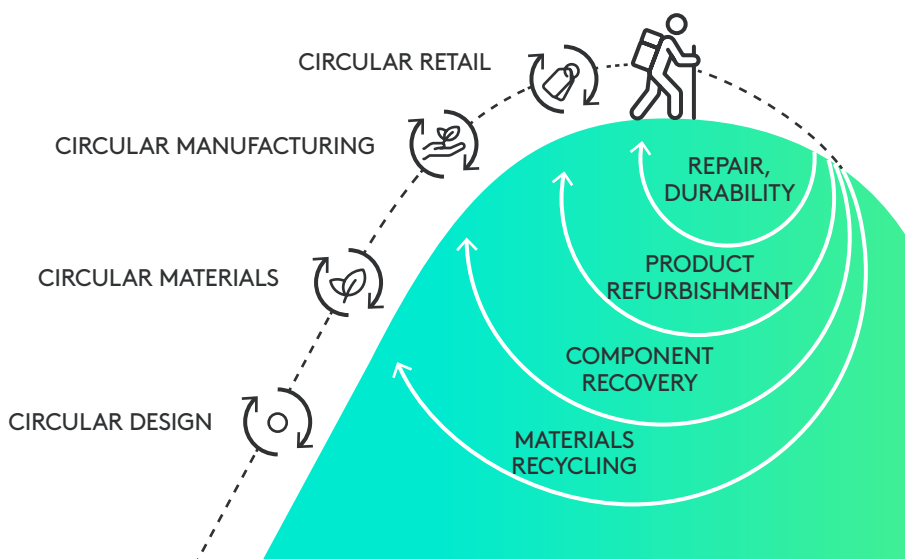 CIRCULAR RETAIL
CIRCULAR MANUFACTURING
CIRCULAR MATERIALS
CIRCULAR DESIGN
REPAIR,
DURABILITY
PRODUCT
REFURBISHMENT
COMPONENT
RECOVERY
MATERIALS
RECYCLING